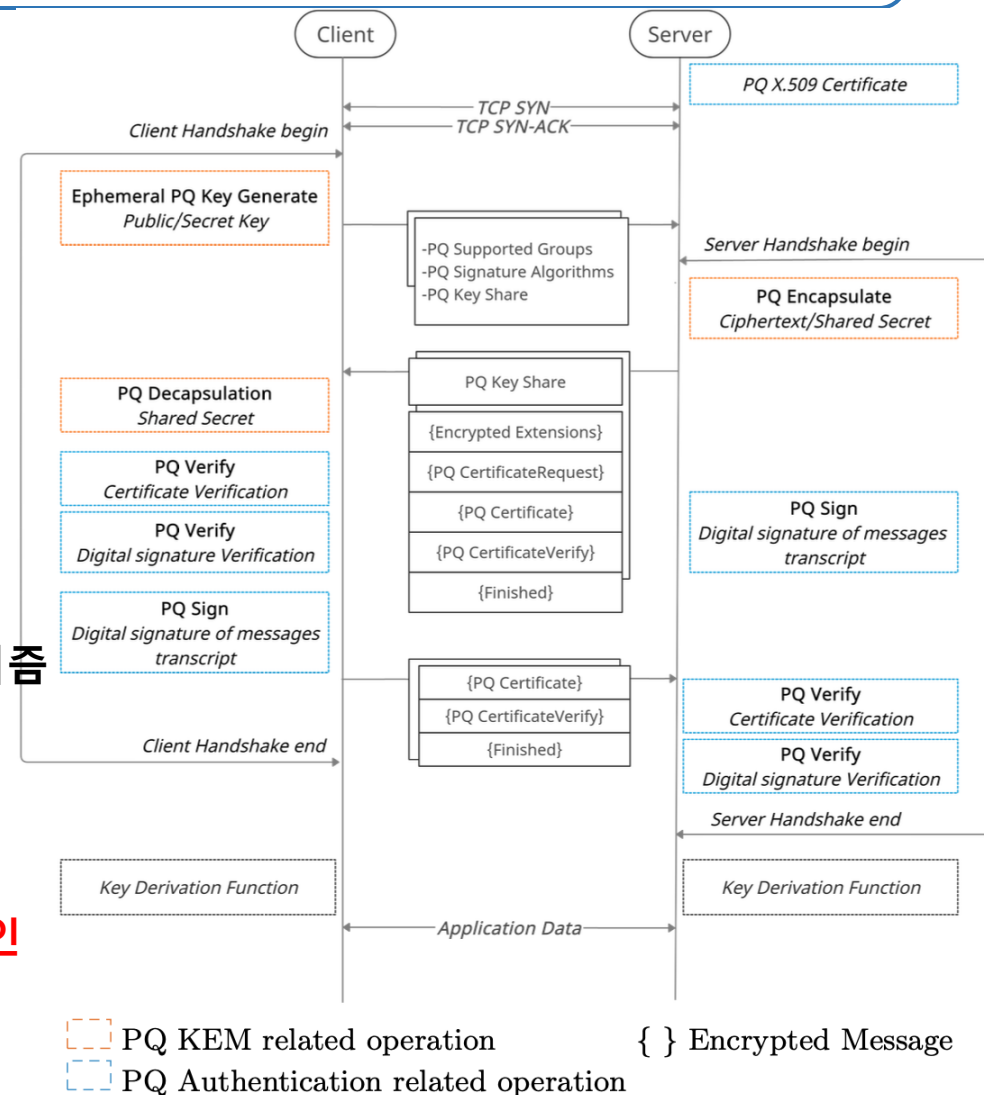 Client
Server
PQ X.509 Certificate
TCP SYN
TCP SYN-ACK
Client Handshake begin
Ephemeral PQ Key Generate
Public/Secret Key
-PQ Supported Groups
-PQ Signature Algorithms
-PQ Key Share
Server Handshake begin
PQ Encapsulate
Ciphertext/Shared Secret
PQ Key Share
PQ Decapsulation
Shared Secret
{Encrypted Extensions}
{PQ CertificateRequest}
{PQ Certificate}
{PQ CertificateVerify}
{Finished}
PQ Verify
Certificate Verification
PQ Verify
Digital signature Verification
PQ Sign
Digital signature of messages
transcript
PQ Sign
Digital signature of messages
transcript
즘
{PQ Certificate}
{PQ CertificateVerify}
{Finished}
PQ Verify
Certificate Verification
PQ Verify
Digital signature Verification
Client Handshake end
Server Handshake end
Key Derivation Function
Key Derivation Function
Application Data
PQ KEM related operation
{ } Encrypted Message
PQ Authentication related operation